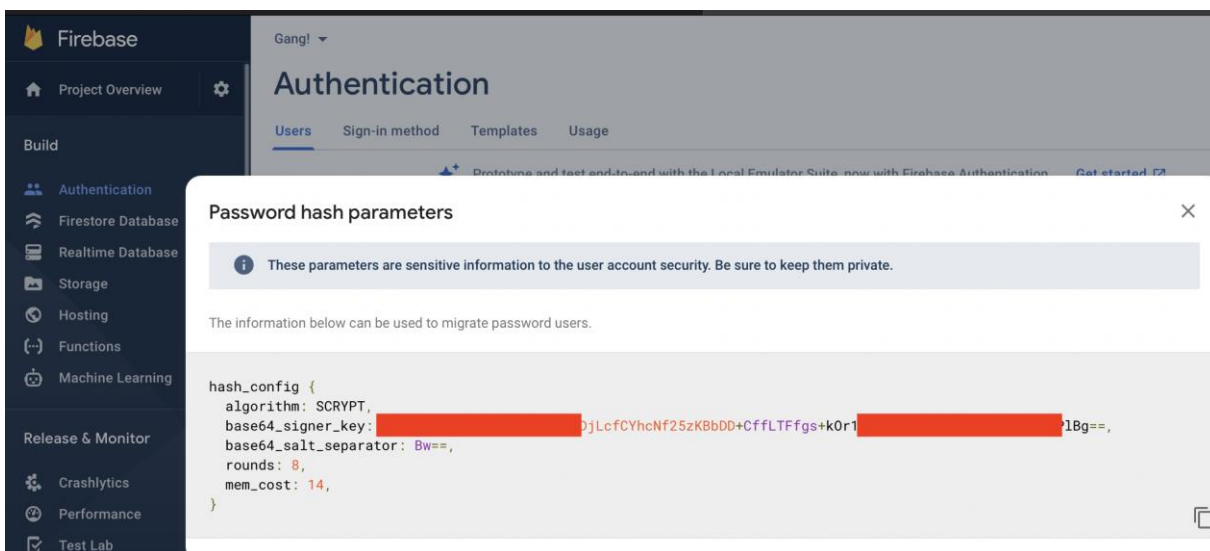 Firebase
Project Overview
Build
Authentication
Firestore Database
Realtime Database
Storage
Hosting
Functions
Machine Learning
Release & Monitor
Crashlytics
Performance
Test Lab
Gang!
Authentication
Users Sign-in method Templates Usage
Prototype and test end-to-end with the Local Emulator Suite, now with Firebase Authentication Get started
Password hash parameters
These parameters are sensitive information to the user account security. Be sure to keep them private.
The information below can be used to migrate password users.
hash_config {
algorithm: SCRYPT,
base64_signer_key: jLcfCYhcNf25zKBbDD+CffLTFfgs+kOr1 lBg==,
base64_salt_separator: Bw==,
rounds: 8,
mem_cost: 14,
}